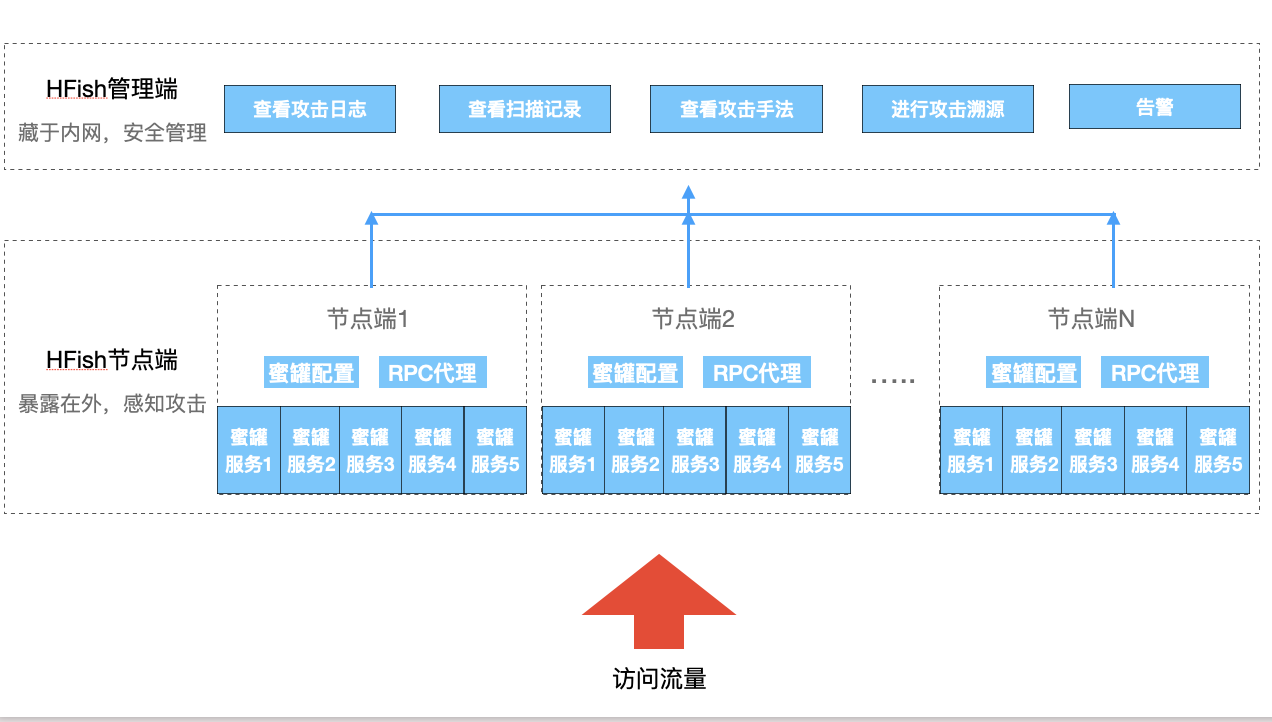 HFish管理端
藏于内网，安全管理
查看攻击日志
查看扫描记录
查看攻击手法
进行攻击溯源
告警
HFish节点端
暴露在外，感知攻击
节点端1
蜜罐配置
RPC代理
蜜罐
服务1
蜜罐
服务2
蜜罐
服务3
蜜罐
服务4
蜜罐
服务5
节点端2
蜜罐配置
RPC代理
蜜罐
服务1
蜜罐
服务2
蜜罐
服务3
蜜罐
服务4
蜜罐
服务5
.....
节点端N
蜜罐配置
RPC代理
蜜罐
服务1
蜜罐
服务2
蜜罐
服务3
蜜罐
服务4
蜜罐
服务5
访问流量